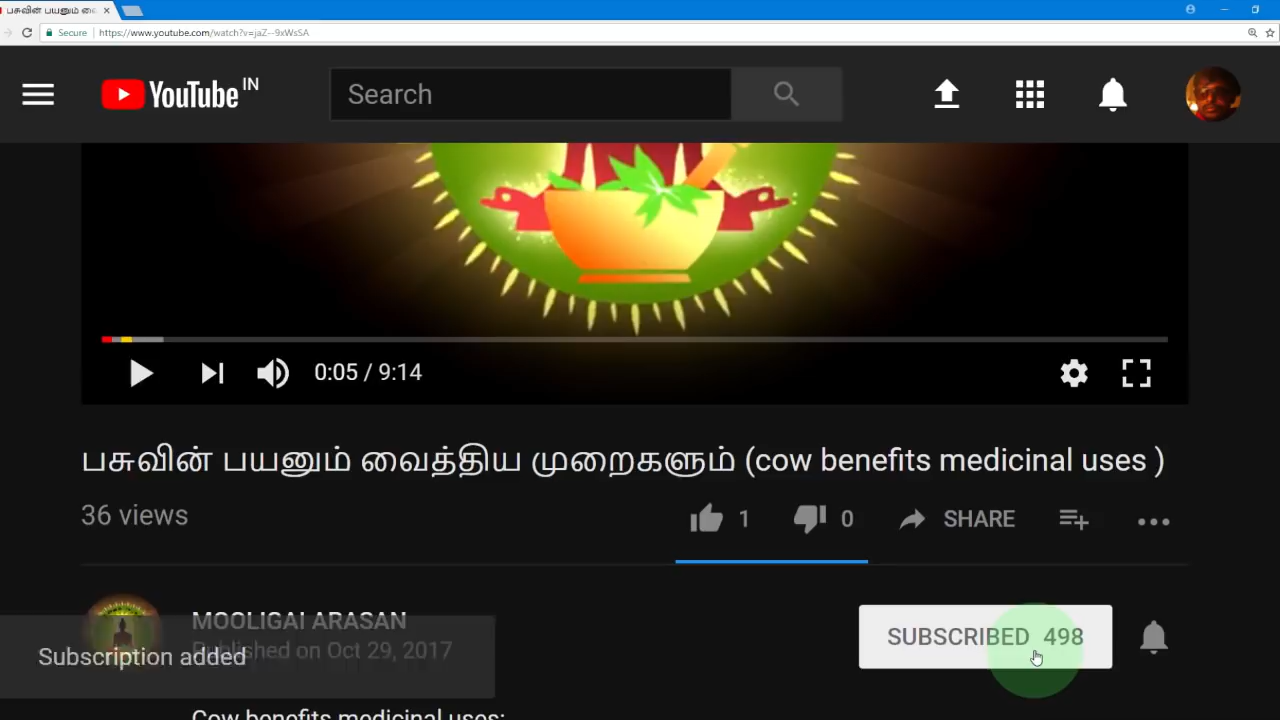 பசுவின் பயனும் வை
Secure https://www.youtube.com/watch?v=jaZ--9xWsSA
YouTube IN
Search
0:05 / 9:14
பசுவின் பயனும் வைத்திய முறைகளும் (cow benefits medicinal uses )
36 views
1 0 SHARE
MOOLIGAI ARASAN
Published on Oct 29, 2017
SUBSCRIBED 498
Subscription added
Cow benefits medicinal uses: